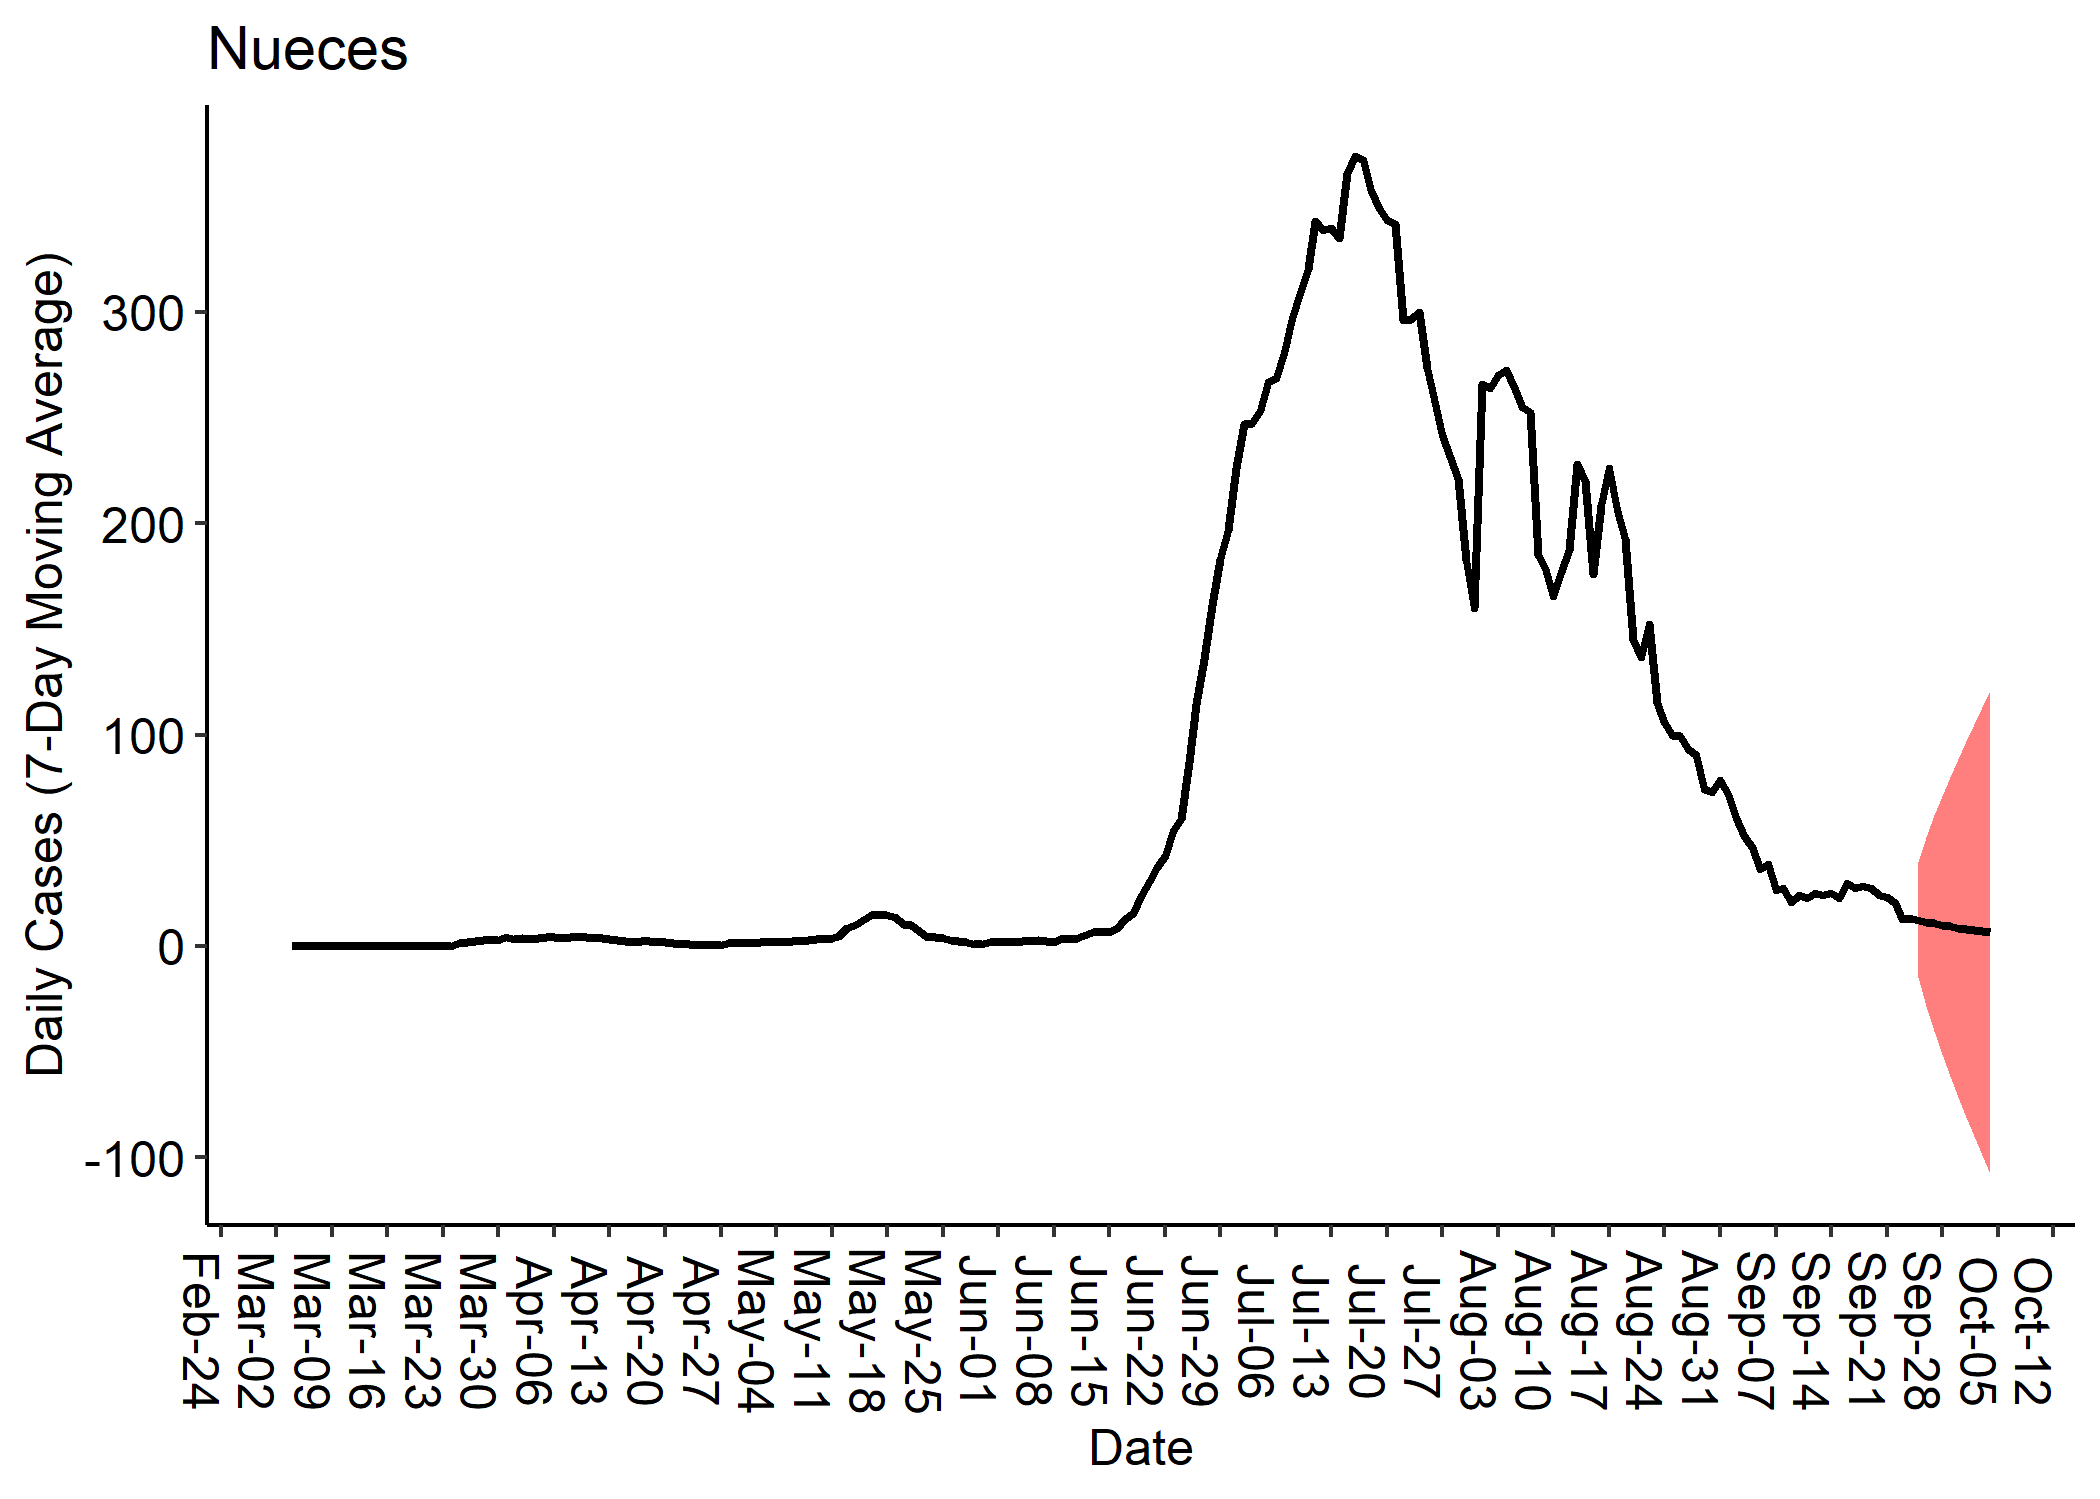 Nueces
Daily Cases (7-Day Moving Average)
300
200
100
0
-100
Feb-24
Mar-02
Mar-09
Mar-16
Mar-23
Mar-30
Apr-06
Apr-13
Apr-20
Apr-27
May-04
May-11
May-18
May-25
Jun-01
Jun-08
Jun-15
Jun-22
Jun-29
Jul-06
Jul-13
Jul-20
Jul-27
Aug-03
Aug-10
Aug-17
Aug-24
Aug-31
Sep-07
Sep-14
Sep-21
Sep-28
Oct-05
Oct-12
Date